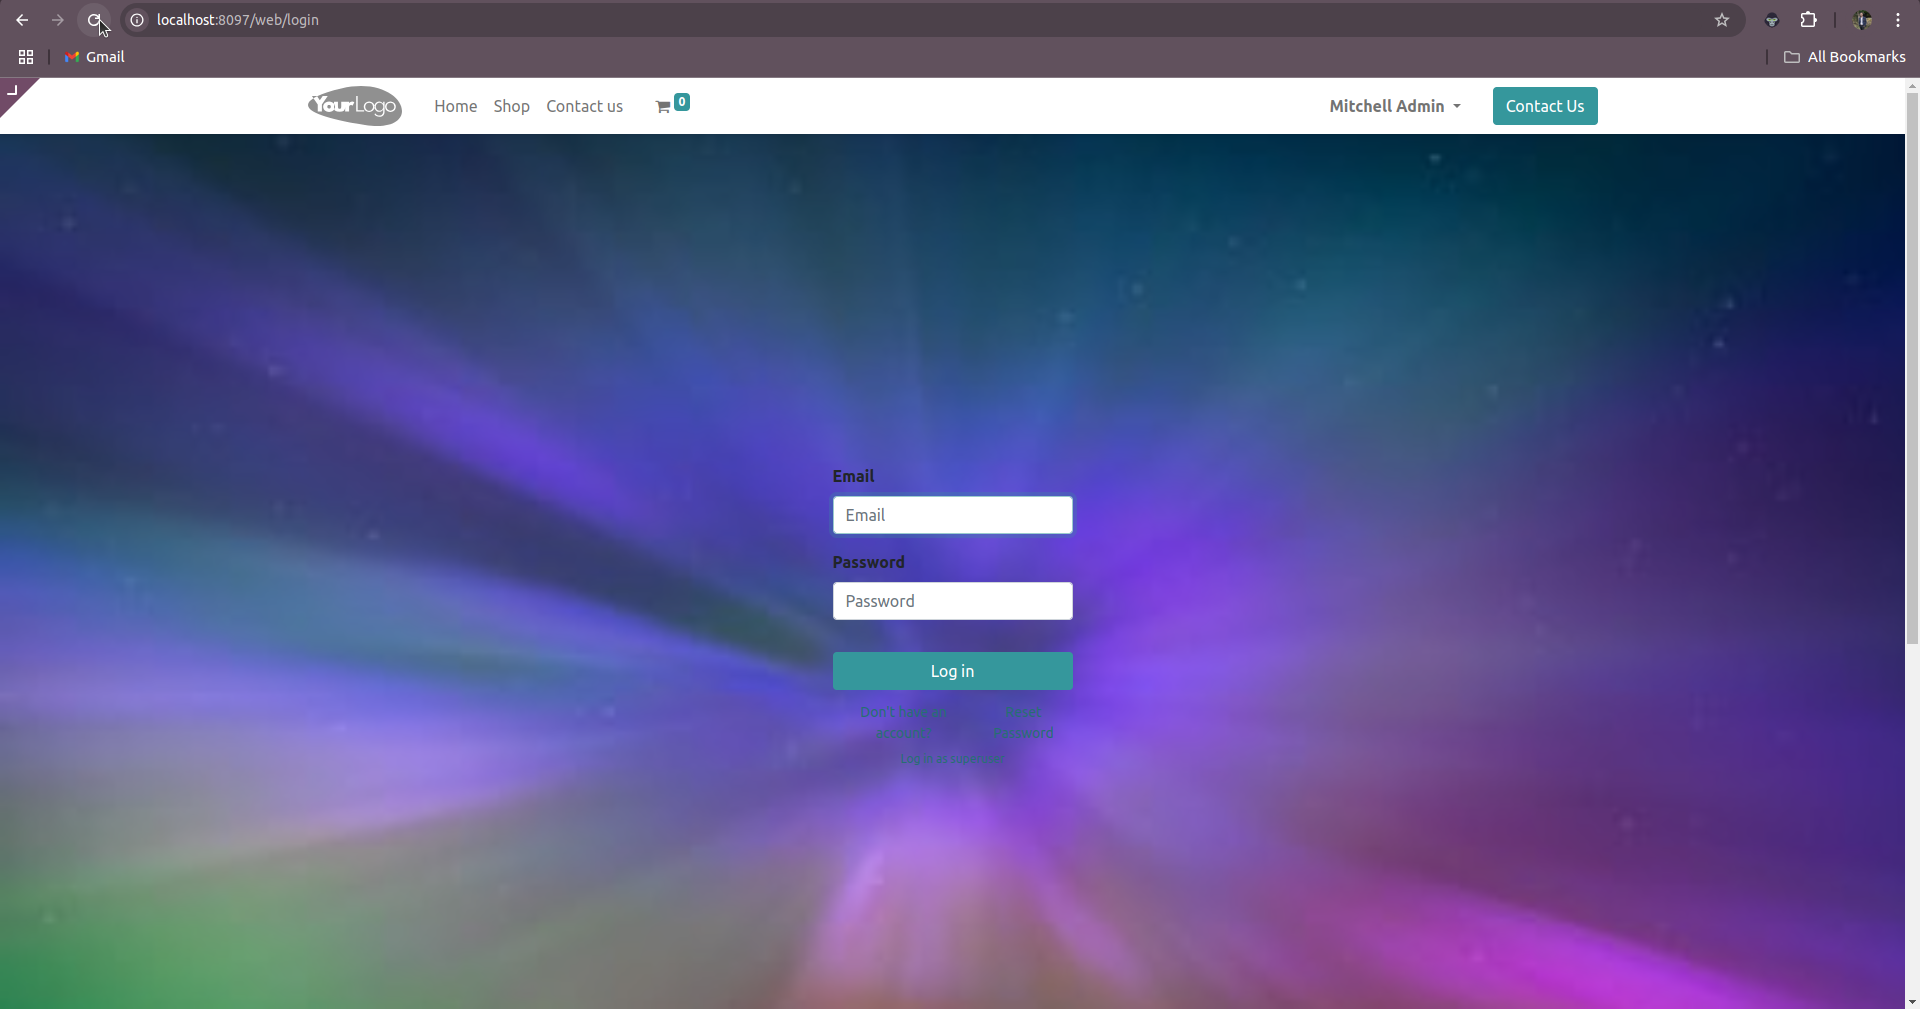 localhost:8097/web/login
Gmail
All Bookmarks
YourLogo
Home
Shop
Contact us
0
Mitchell Admin
Contact Us
Email
Email
Password
Password
Log in
Don't have an
account?
Reset
Password
Log in as superuser